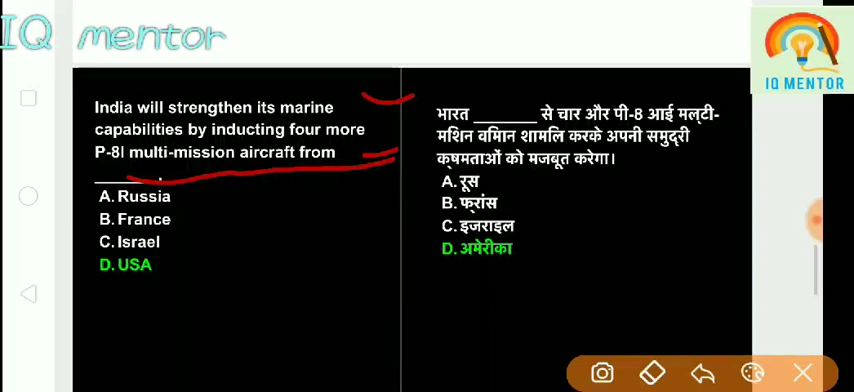 IQ mentor
IQ MENTOR
India will strengthen its marine
capabilities by inducting four more
P-8I multi-mission aircraft from
________.
A. Russia
B. France
C. Israel
D. USA
भारत _______ से चार और पी-8 आई मल्टी-
मशिन वमिान शामलि करके अपनी समुद्री
क्षमताओं को मजबूत करेगा।
A. रूस
B. फ्रांस
C. इजराइल
D. अमेरीका